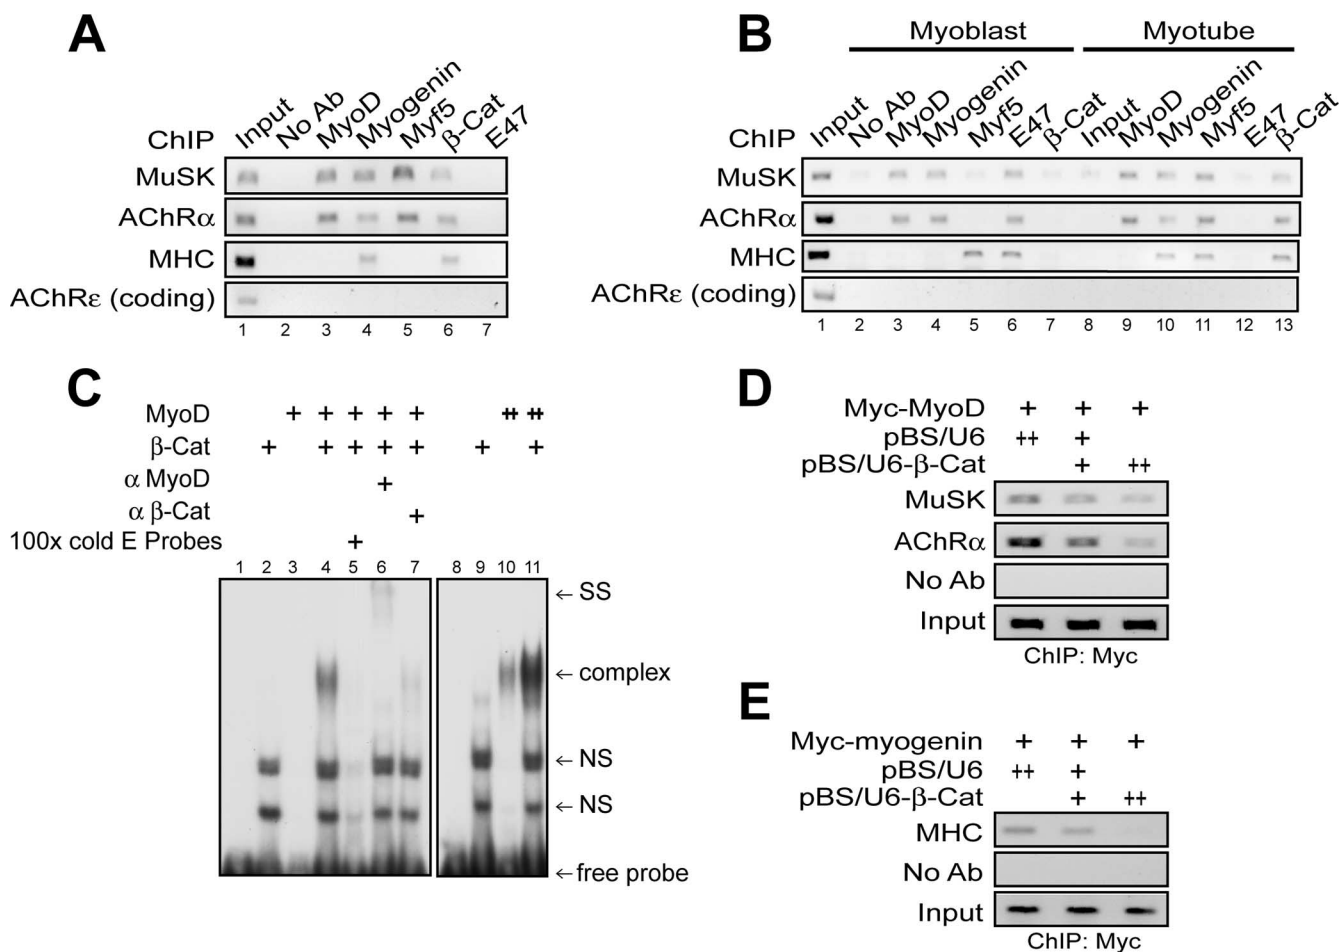 A
ChIP Input No Ab MyoD Myogenin Myf5 β-Cat E47
MuSK
AChRα
MHC
AChRε (coding)
1 2 3 4 5 6 7
B
Myoblast Myotube
ChIP Input No Ab MyoD Myogenin Myf5 E47 β-Cat Input MyoD Myogenin Myf5 E47 β-Cat
MuSK
AChRα
MHC
AChRε (coding)
1 2 3 4 5 6 7 8 9 10 11 12 13
C
MyoD + + + + + ++ ++
β-Cat + + + + + + +
α MyoD +
α β-Cat +
100x cold E Probes +
1 2 3 4 5 6 7 8 9 10 11
← SS
← complex
← NS
← NS
← free probe
D
Myc-MyoD + + +
pBS/U6 ++ +
pBS/U6-β-Cat + ++
MuSK
AChRα
No Ab
Input
ChIP: Myc
E
Myc-myogenin + + +
pBS/U6 ++ +
pBS/U6-β-Cat + ++
MHC
No Ab
Input
ChIP: Myc